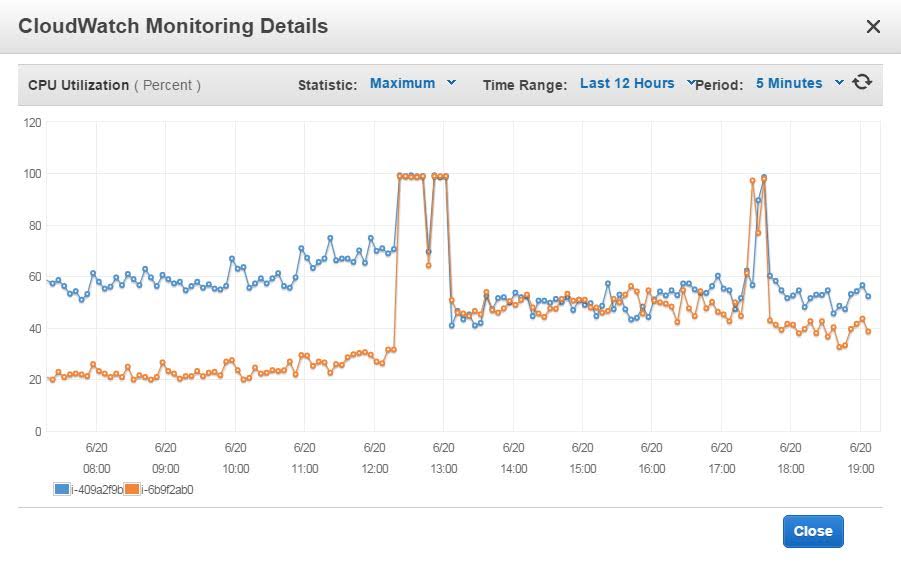 CloudWatch Monitoring Details
CPU Utilization ( Percent ) Statistic: Maximum Time Range: Last 12 Hours Period: 5 Minutes
120
100
80
60
40
20
0
6/20 6/20 6/20 6/20 6/20 6/20 6/20 6/20 6/20 6/20 6/20 6/20
08:00 09:00 10:00 11:00 12:00 13:00 14:00 15:00 16:00 17:00 18:00 19:00
i-409a2f9b i-6b9f2ab0
Close